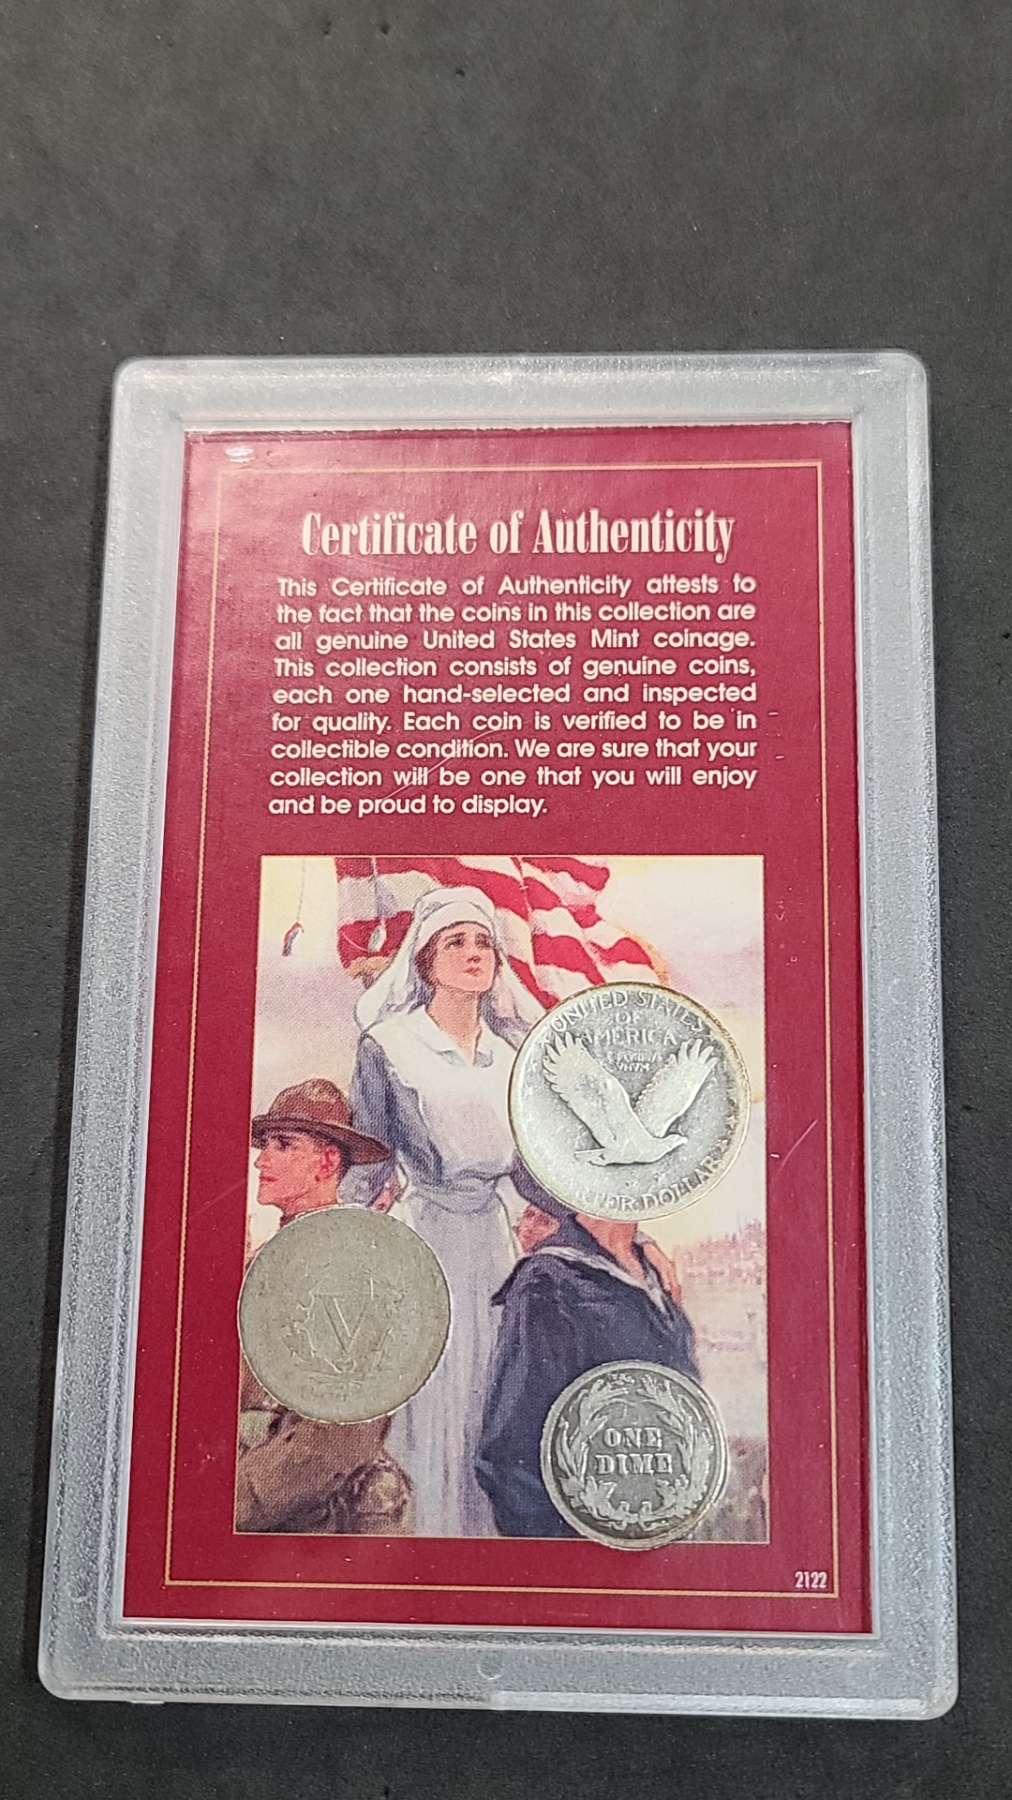 Certificate of Authenticity
This Certificate of Authenticity attests to
the fact that the coins in this collection are
all genuine United States Mint coinage.
This collection consists of genuine coins,
each one hand-selected and inspected
for quality. Each coin is verified to be in
collectible condition. We are sure that your
collection will be one that you will enjoy
and be proud to display.
UNITED STATES
OF
AMERICA
DOLLAR
V
ONE
DIME
2122